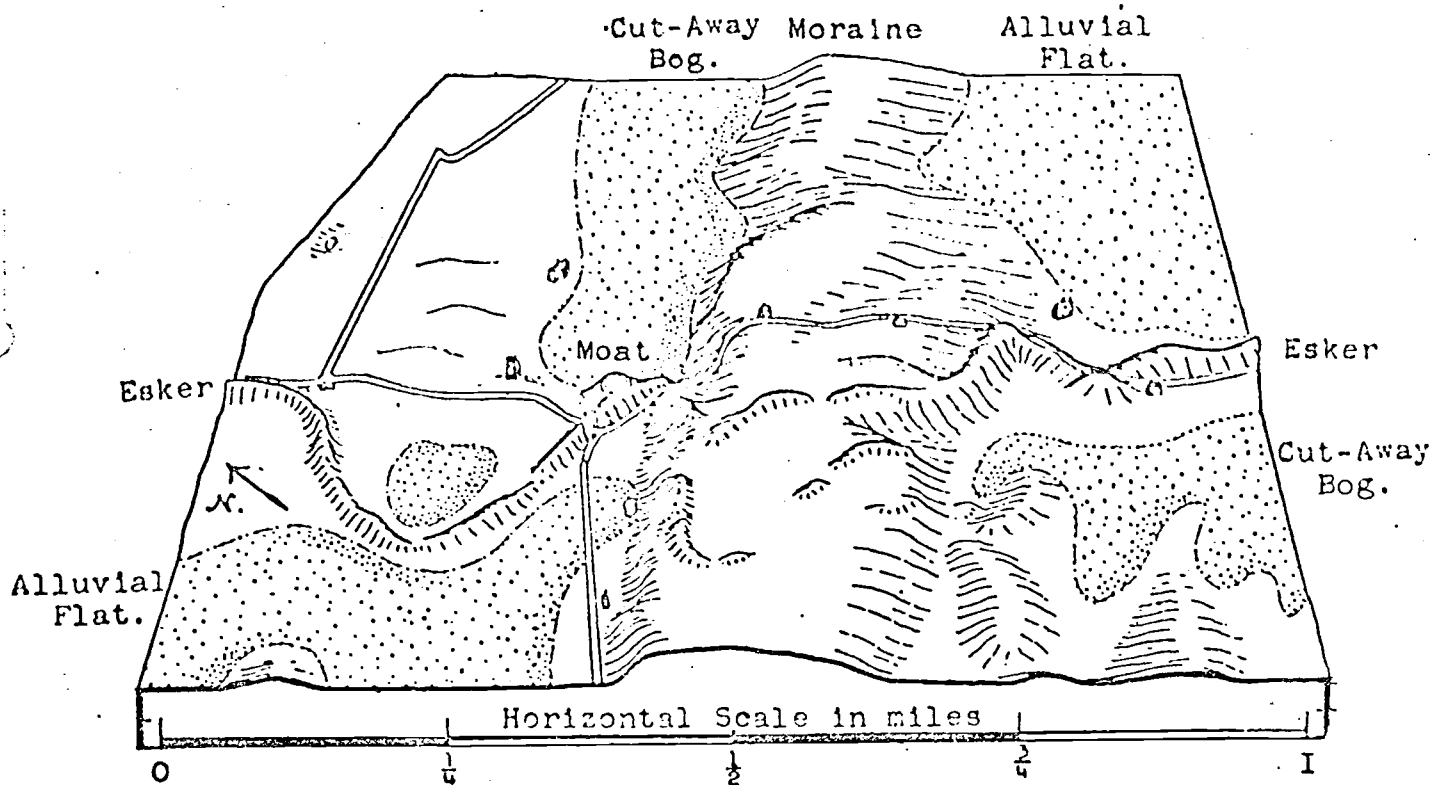 Cut-Away
Bog.
Moraine
Alluvial
Flat.
Moat
Esker
Esker
N.
Cut-Away
Bog.
Alluvial
Flat.
Horizontal Scale in miles
0 1/4 1/2 3/4 I